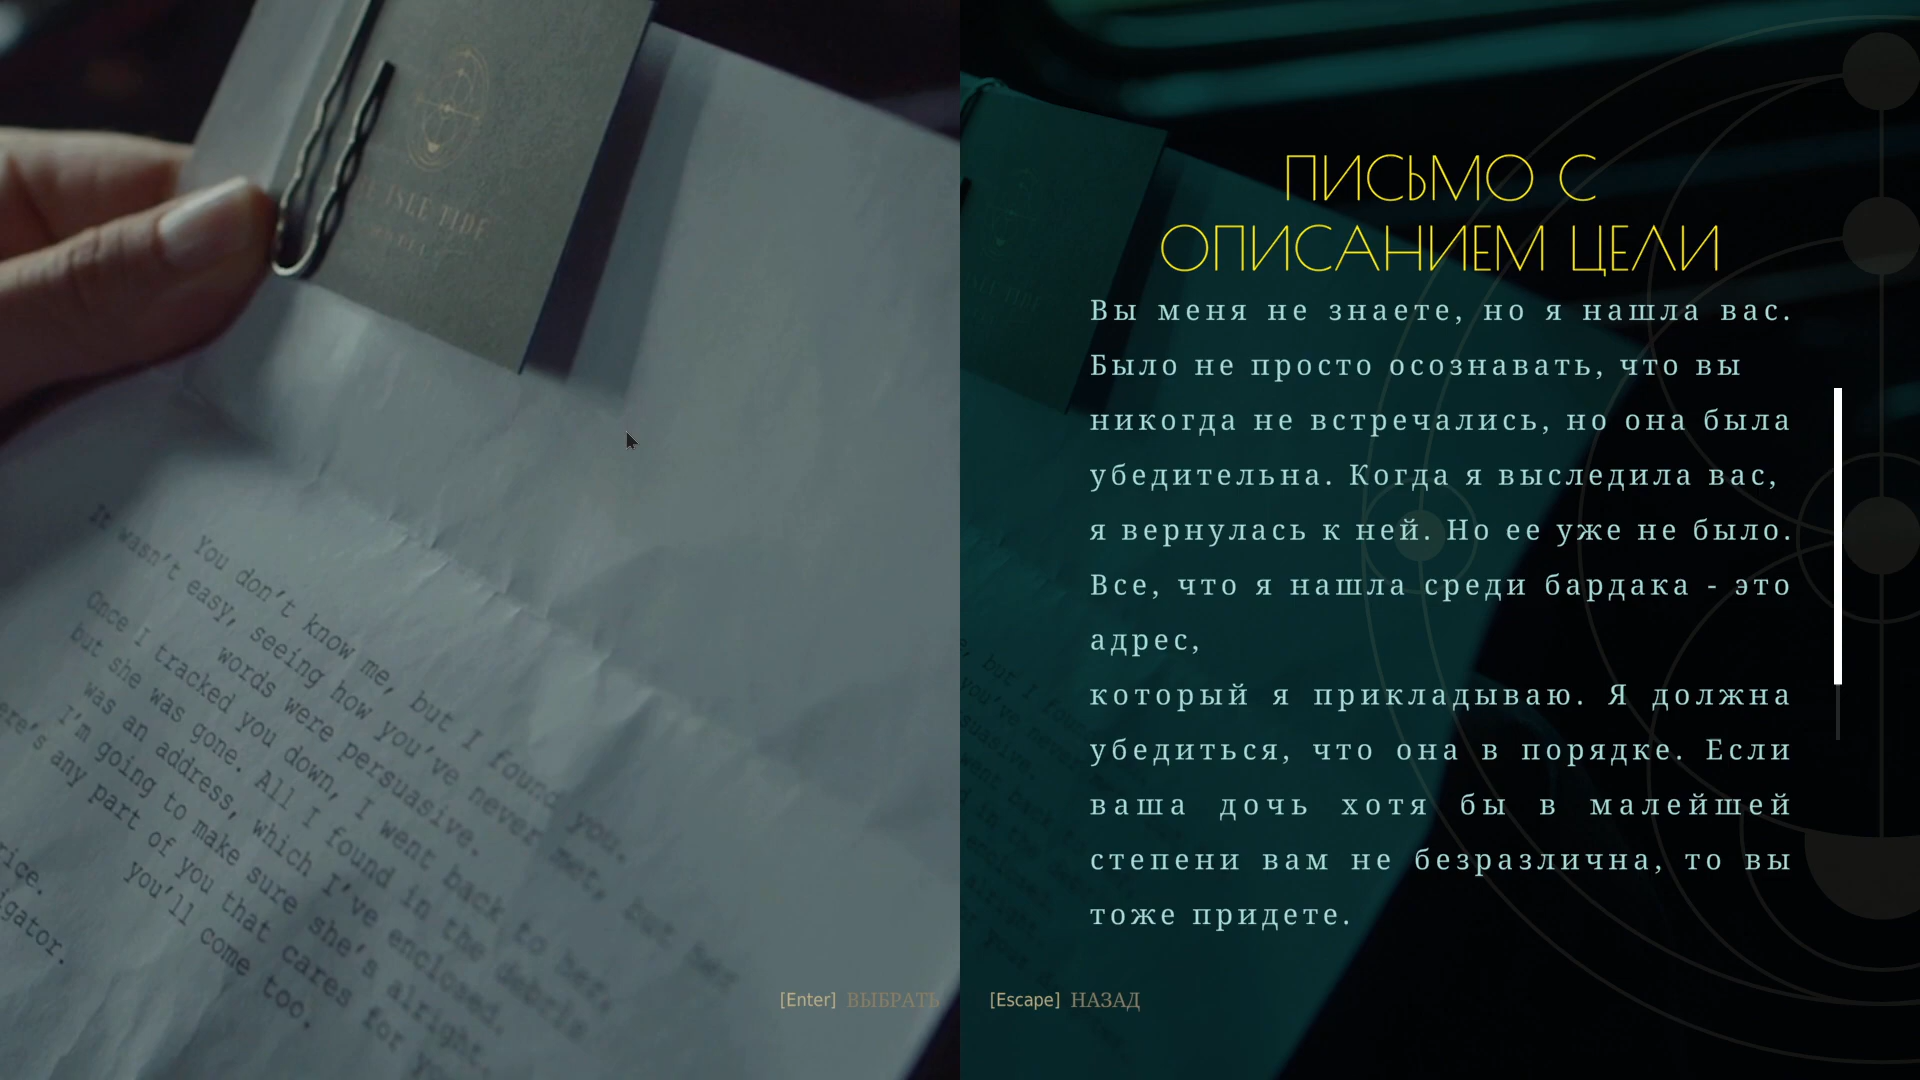 ISLE TIDE
HOTEL
You don't know me, but I found you.
It wasn't easy, seeing how you've never met, but her
words were persuasive.
Once I tracked you down, I went back to her,
but she was gone. All I found in the debris
was an address, which I've enclosed.
I'm going to make sure she's alright.
any part of you that cares for
you'll come too.
ПИСЬМО С
ОПИСАНИЕМ ЦЕЛИ
Вы меня не знаете, но я нашла вас.
Было не просто осознавать, что вы
никогда не встречались, но она была
убедительна. Когда я выследила вас,
я вернулась к ней. Но ее уже не было.
Все, что я нашла среди бардака - это
адрес,
который я прикладываю. Я должна
убедиться, что она в порядке. Если
ваша дочь хотя бы в малейшей
степени вам не безразлична, то вы
тоже придете.
[Enter] ВЫБРАТЬ
[Escape] НАЗАД